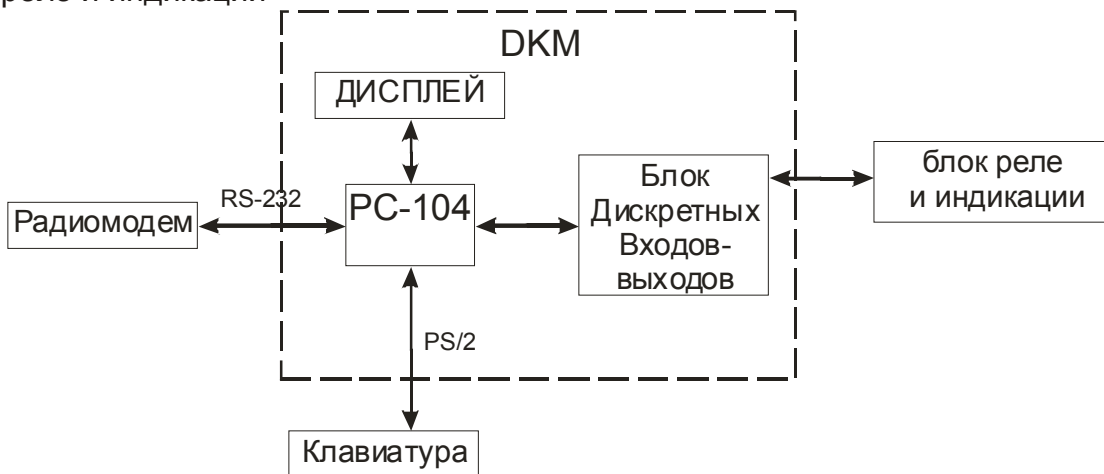 реле и индикации
DKM
ДИСПЛЕЙ
RS-232
PC-104
Радиомодем
Блок
Дискретных
Входов-
выходов
блок реле
и индикации
PS/2
Клавиатура